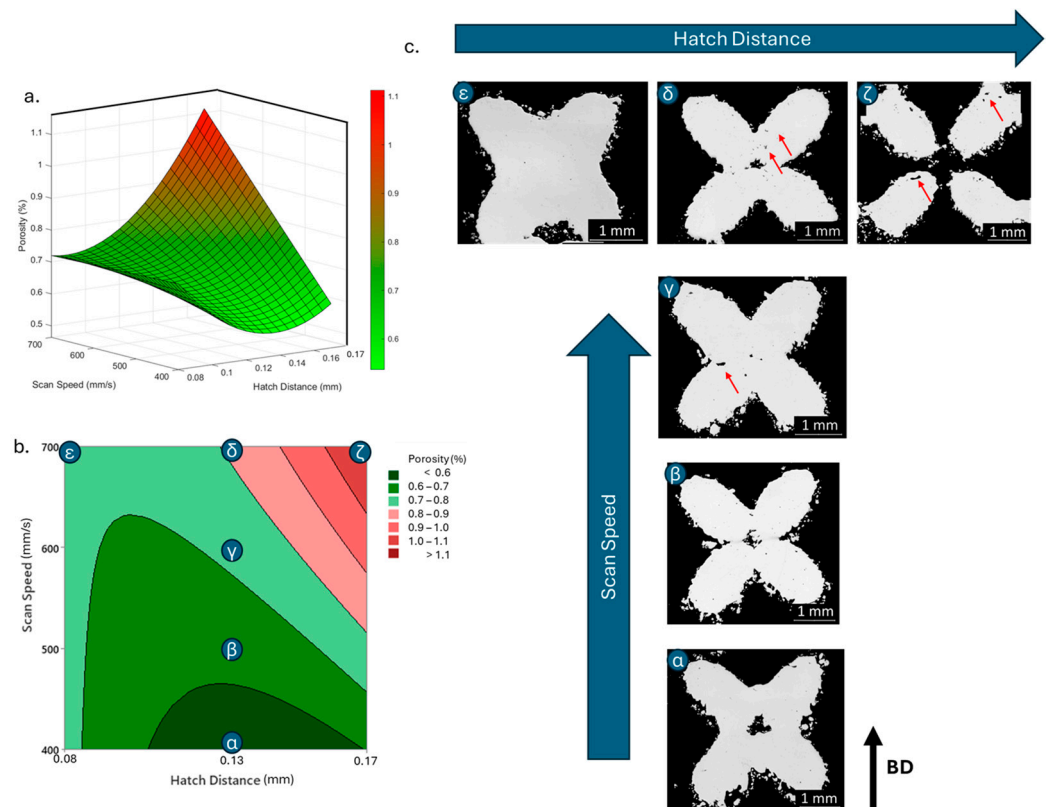 c.
Hatch Distance
a.
1.1
1
0.9
0.8
0.7
0.6
0.5
Porosity (%)
700
600
500
400
Scan Speed (mm/s)
0.08
0.1
0.12
0.14
0.16
0.17
Hatch Distance (mm)
1.1
1
0.9
0.8
0.7
0.6
ε
1 mm
δ
1 mm
ζ
1 mm
γ
1 mm
β
1 mm
α
1 mm
Scan Speed
BD
b.
700
600
500
400
Scan Speed (mm/s)
ε
δ
ζ
γ
β
α
0.08
0.13
0.17
Hatch Distance (mm)
Porosity (%)
< 0.6
0.6 – 0.7
0.7 – 0.8
0.8 – 0.9
0.9 – 1.0
1.0 – 1.1
> 1.1